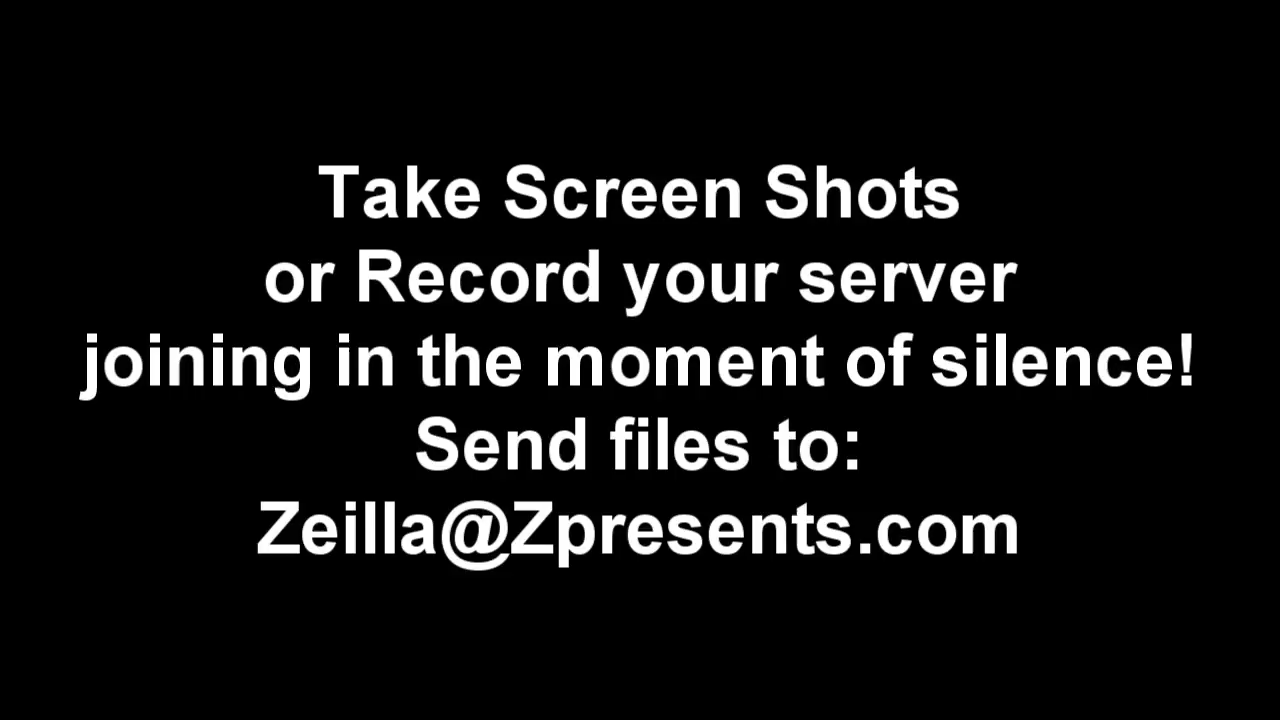 Take Screen Shots
or Record your server
joining in the moment of silence!
Send files to:
Zeilla@Zpresents.com